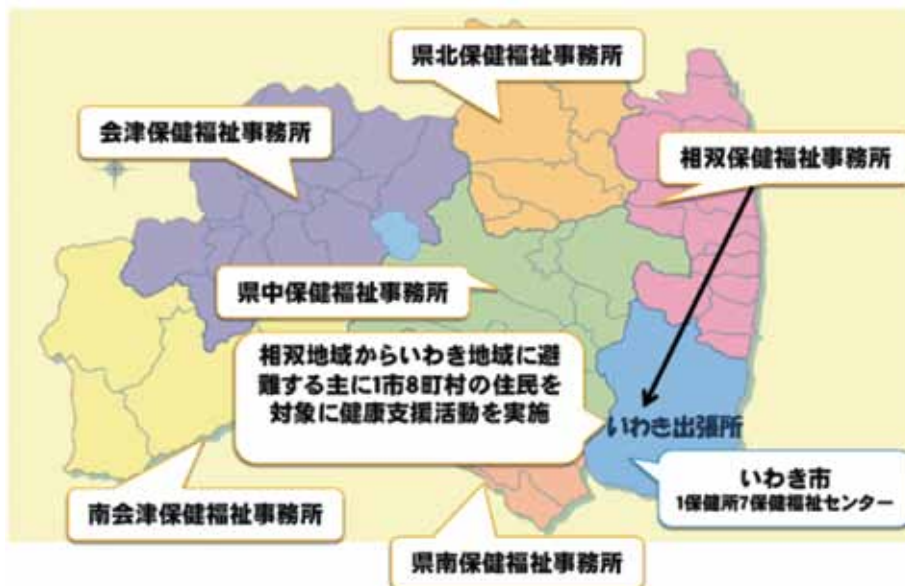 県北保健福祉事務所
会津保健福祉事務所
相双保健福祉事務所
県中保健福祉事務所
相双地域からいわき地域に避
難する主に1市8町村の住民を
対象に健康支援活動を実施
いわき出張所
いわき市
1保健所7保健福祉センター
南会津保健福祉事務所
県南保健福祉事務所